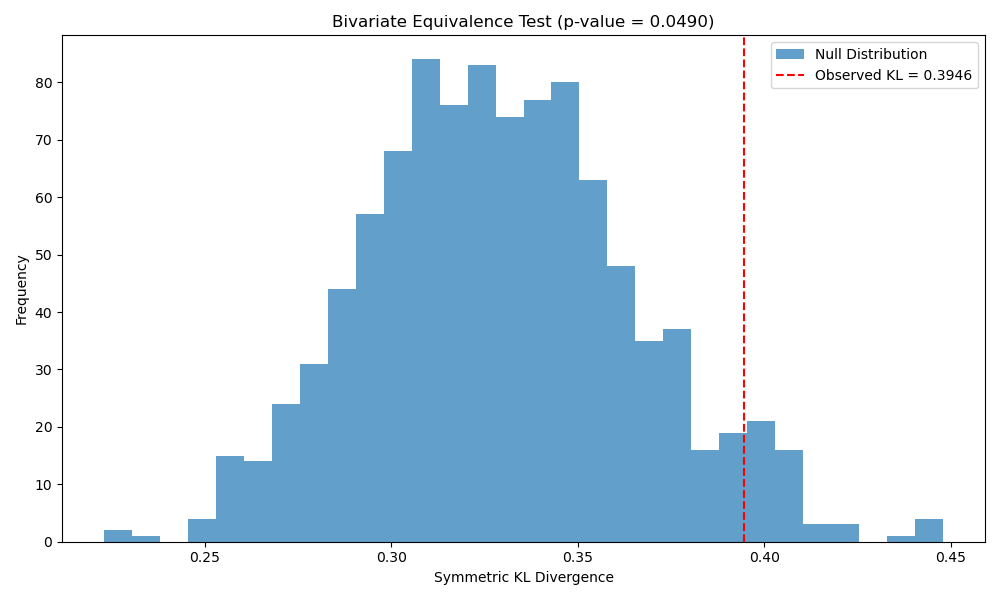 Bivariate Equivalence Test (p-value = 0.0490)
Null Distribution
Observed KL = 0.3946
Frequency
80
70
60
50
40
30
20
10
0
0.25
0.30
0.35
0.40
0.45
Symmetric KL Divergence